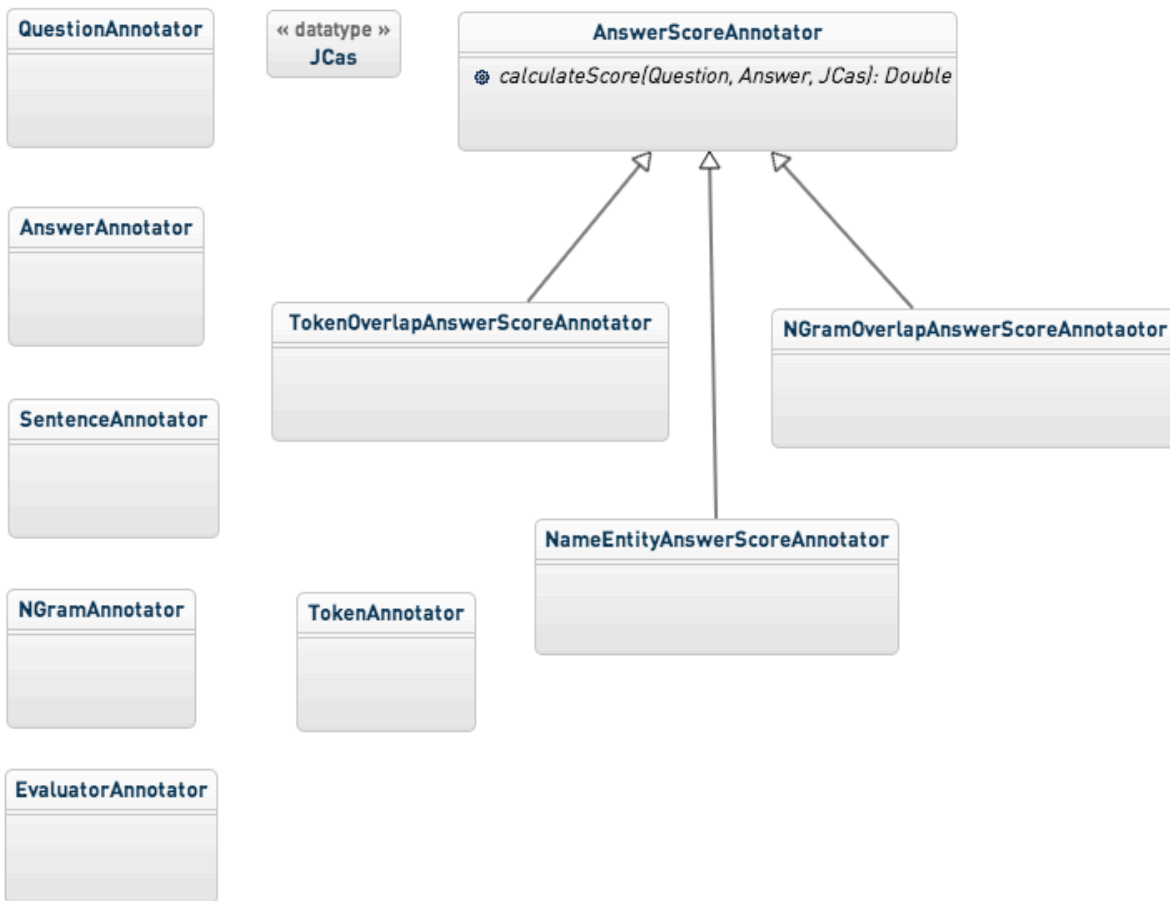 QuestionAnnotator
« datatype »
JCas
AnswerScoreAnnotator
calculateScore(Question, Answer, JCas): Double
AnswerAnnotator
TokenOverlapAnswerScoreAnnotator
NGramOverlapAnswerScoreAnnotaotor
SentenceAnnotator
NameEntityAnswerScoreAnnotator
NGramAnnotator
TokenAnnotator
EvaluatorAnnotator